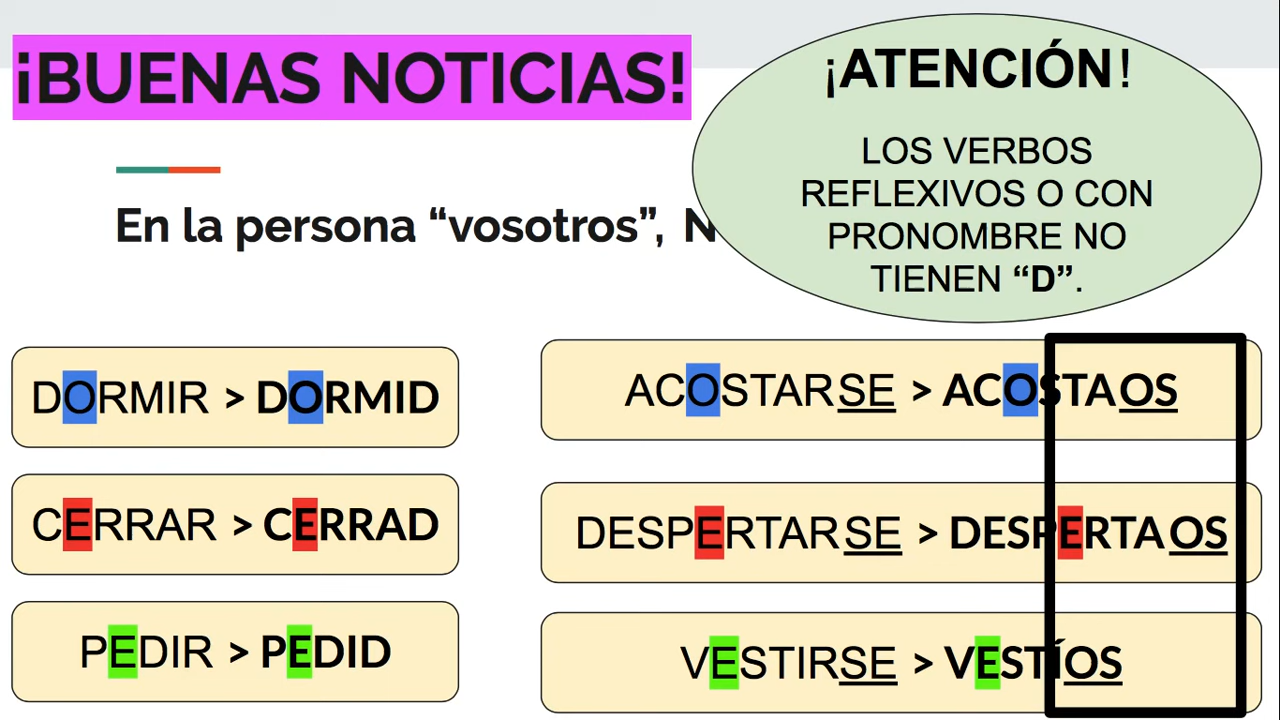 ¡BUENAS NOTICIAS!
¡ATENCIÓN!
LOS VERBOS
REFLEXIVOS O CON
PRONOMBRE NO
TIENEN “D”.
En la persona “vosotros”, N
DORMIR > DORMID
CERRAR > CERRAD
PEDIR > PEDID
ACOSTARSE > ACOSTAOS
DESPERTARSE > DESPERTAOS
VESTIRSE > VESTÍOS